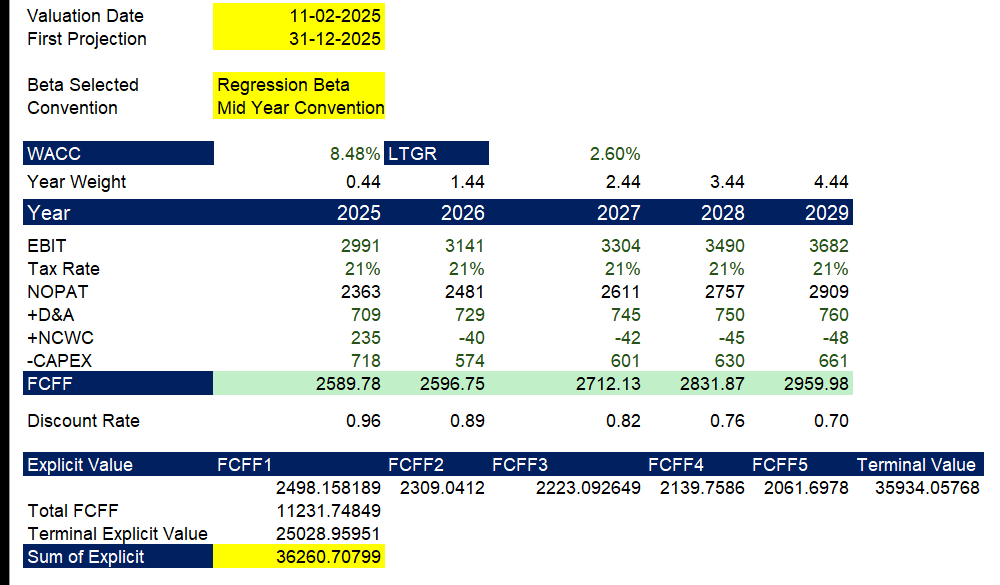 Valuation Date 11-02-2025
First Projection 31-12-2025
Beta Selected Regression Beta
Convention Mid Year Convention
WACC 8.48% LTGR 2.60%
Year Weight 0.44 1.44 2.44 3.44 4.44
Year 2025 2026 2027 2028 2029
EBIT 2991 3141 3304 3490 3682
Tax Rate 21% 21% 21% 21% 21%
NOPAT 2363 2481 2611 2757 2909
+D&A 709 729 745 750 760
+NCWC 235 -40 -42 -45 -48
-CAPEX 718 574 601 630 661
FCFF 2589.78 2596.75 2712.13 2831.87 2959.98
Discount Rate 0.96 0.89 0.82 0.76 0.70
Explicit Value FCFF1 FCFF2 FCFF3 FCFF4 FCFF5 Terminal Value
2498.158189 2309.0412 2223.092649 2139.7586 2061.6978 35934.05768
Total FCFF 11231.74849
Terminal Explicit Value 25028.95951
Sum of Explicit 36260.70799